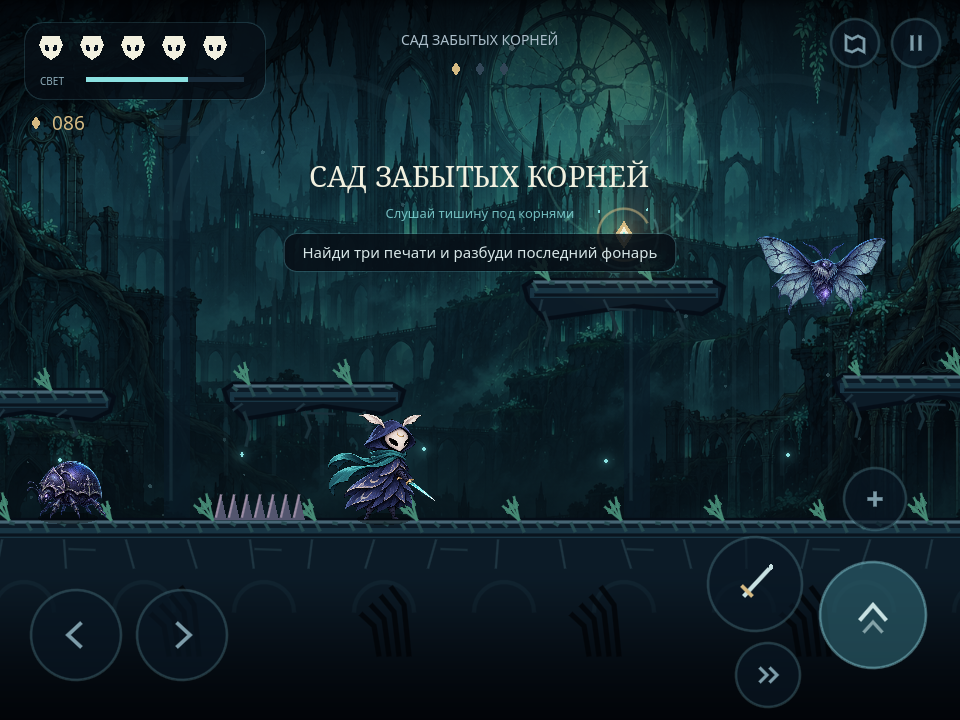 САД ЗАБЫТЫХ КОРНЕЙ
СВЕТ
086
САД ЗАБЫТЫХ КОРНЕЙ
Слушай тишину под корнями
Найди три печати и разбуди последний фонарь